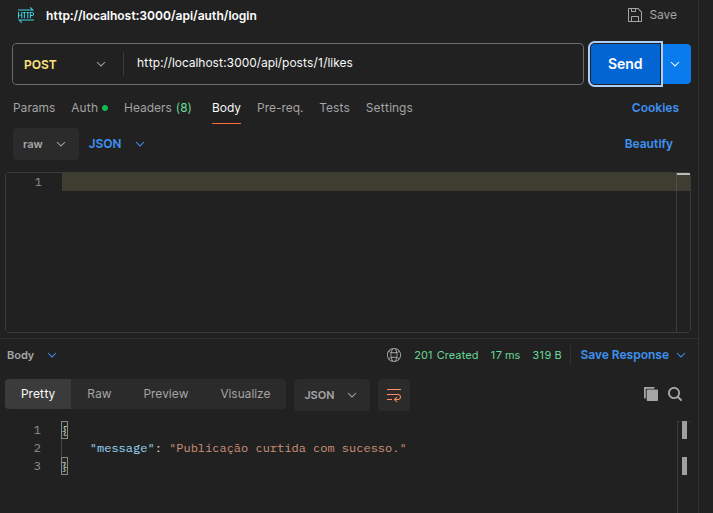 HTTP http://localhost:3000/api/auth/login Save
POST http://localhost:3000/api/posts/1/likes Send
Params Auth Headers (8) Body Pre-req. Tests Settings Cookies
raw JSON Beautify
1
Body 201 Created 17 ms 319 B Save Response
Pretty Raw Preview Visualize JSON
1 {
2 "message": "Publicação curtida com sucesso."
3 }